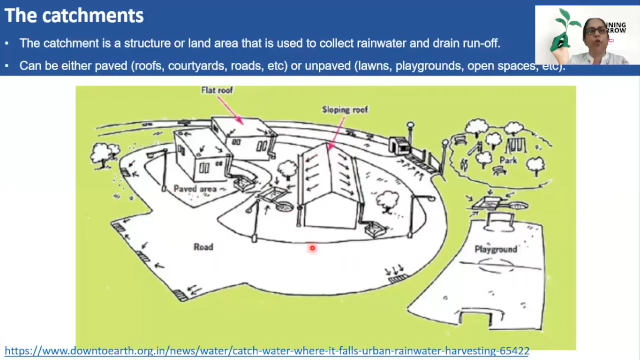 The catchments
• The catchment is a structure or land area that is used to collect rainwater and drain run-off.
• Can be either paved (roofs, courtyards, roads, etc) or unpaved (lawns, playgrounds, open spaces, etc).
Flat roof
Sloping roof
Park
Paved area
Road
Playground
https://www.downtoearth.org.in/news/water/catch-water-where-it-falls-urban-rainwater-harvesting-65422